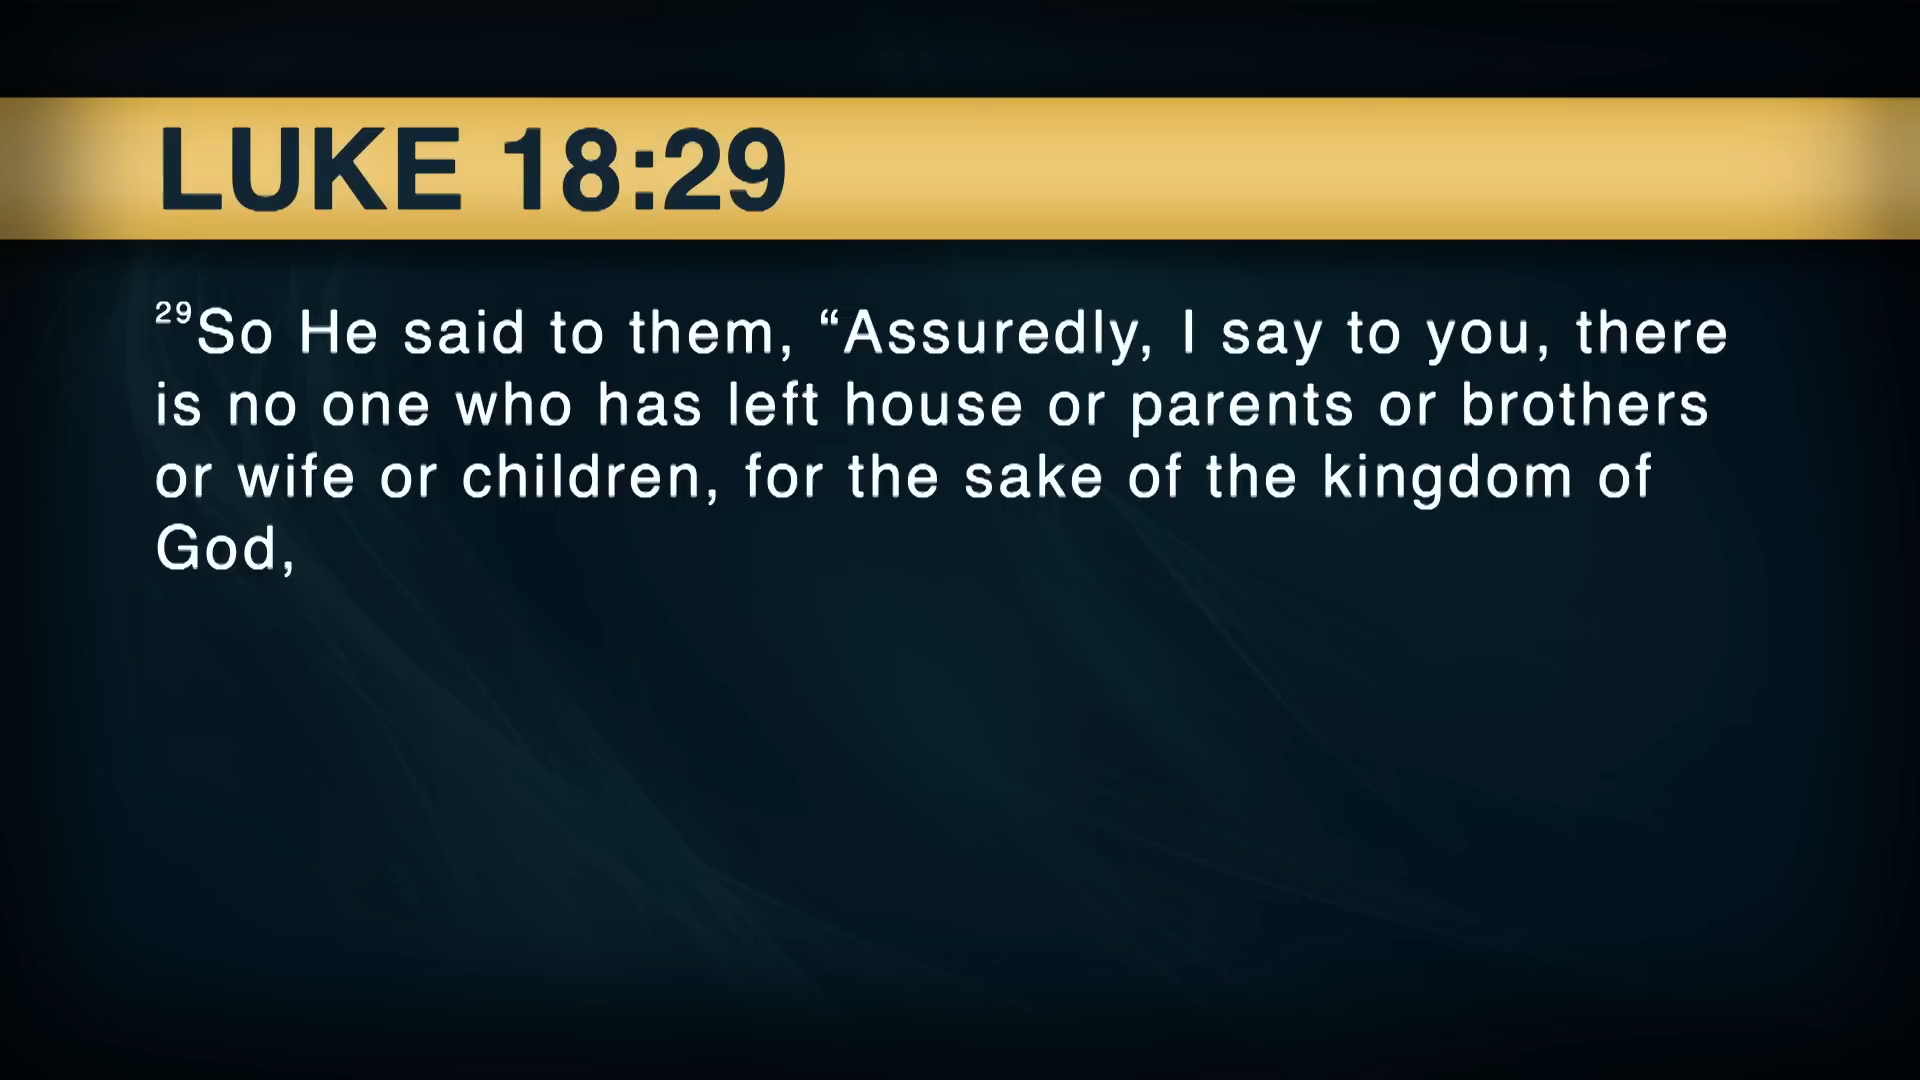 LUKE 18:29
²⁹So He said to them, “Assuredly, I say to you, there
is no one who has left house or parents or brothers
or wife or children, for the sake of the kingdom of
God,